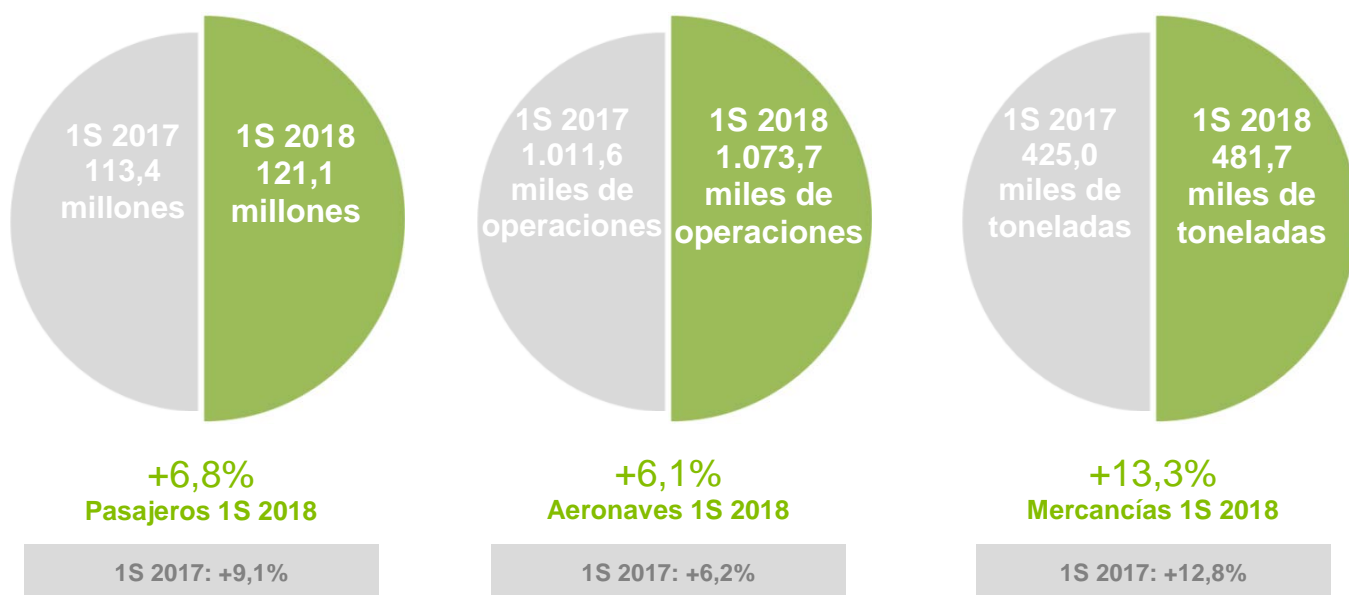 1S 2017
113,4
millones
1S 2018
121,1
millones
1S 2017
1.011,6
miles de
operaciones
1S 2018
1.073,7
miles de
operaciones
1S 2017
425,0
miles de
toneladas
1S 2018
481,7
miles de
toneladas
+6,8%
Pasajeros 1S 2018
1S 2017: +9,1%
+6,1%
Aeronaves 1S 2018
1S 2017: +6,2%
+13,3%
Mercancías 1S 2018
1S 2017: +12,8%